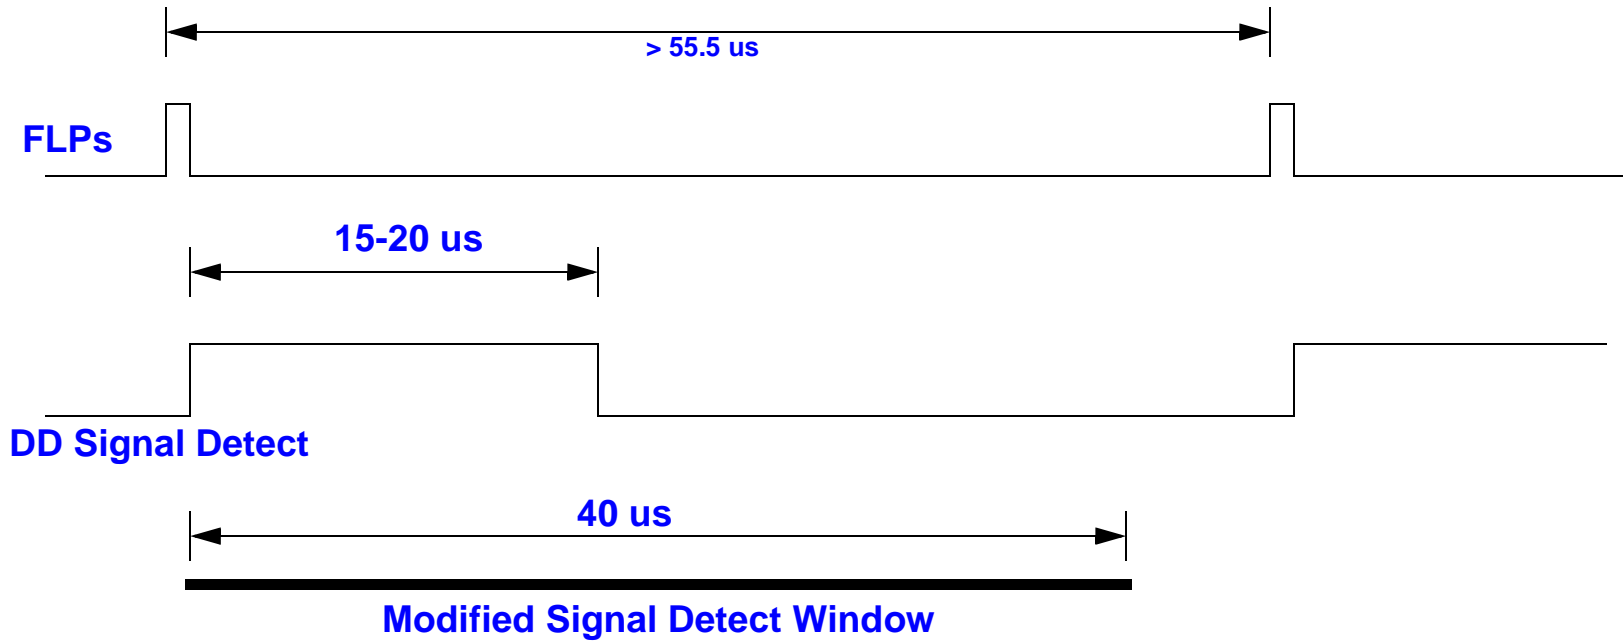 > 55.5 us
FLPs
15-20 us
DD Signal Detect
40 us
Modified Signal Detect Window